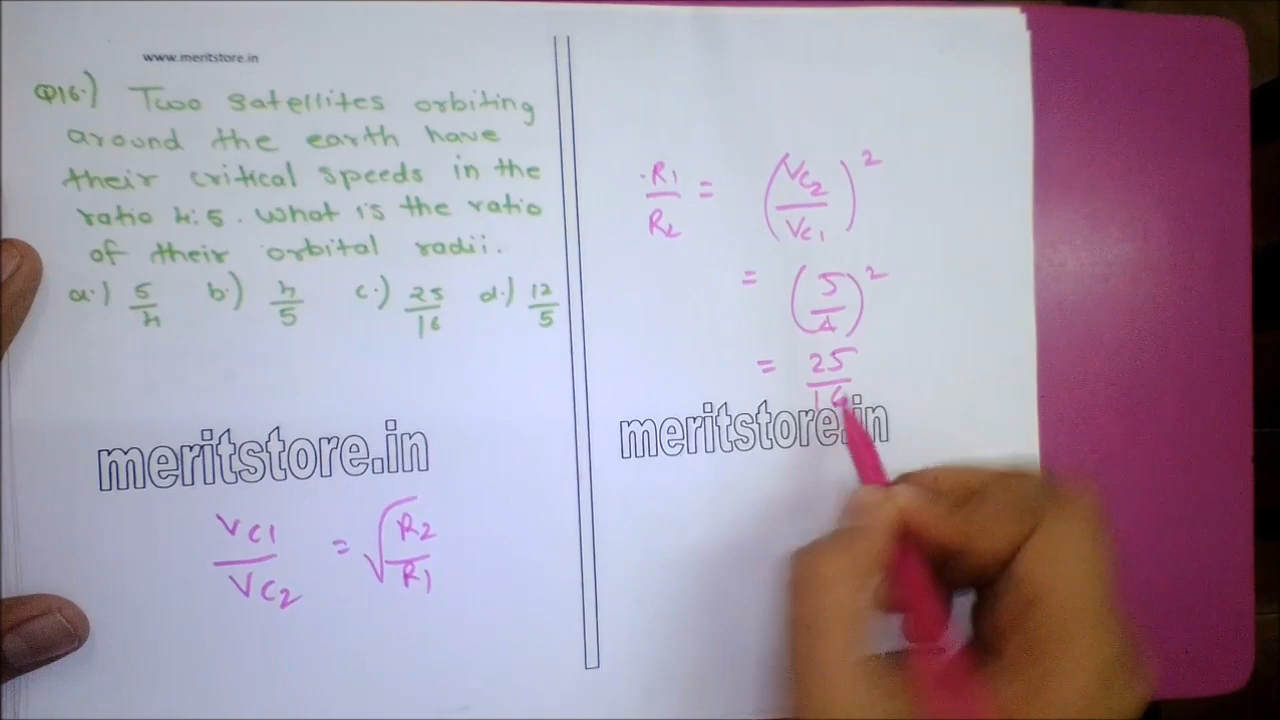 www.meritstore.in
Q16.) Two satellites orbiting
around the earth have
their critical speeds in the
ratio 4:5. What is the ratio
of their orbital radii.
a.) 5/4 b.) 4/5 c.) 25/16 d.) 12/5
meritstore.in
VC1/VC2 = √R2/R1
R1/R2 = (VC2/VC1)2
= (5/4)2
= 25/16
meritstore.in